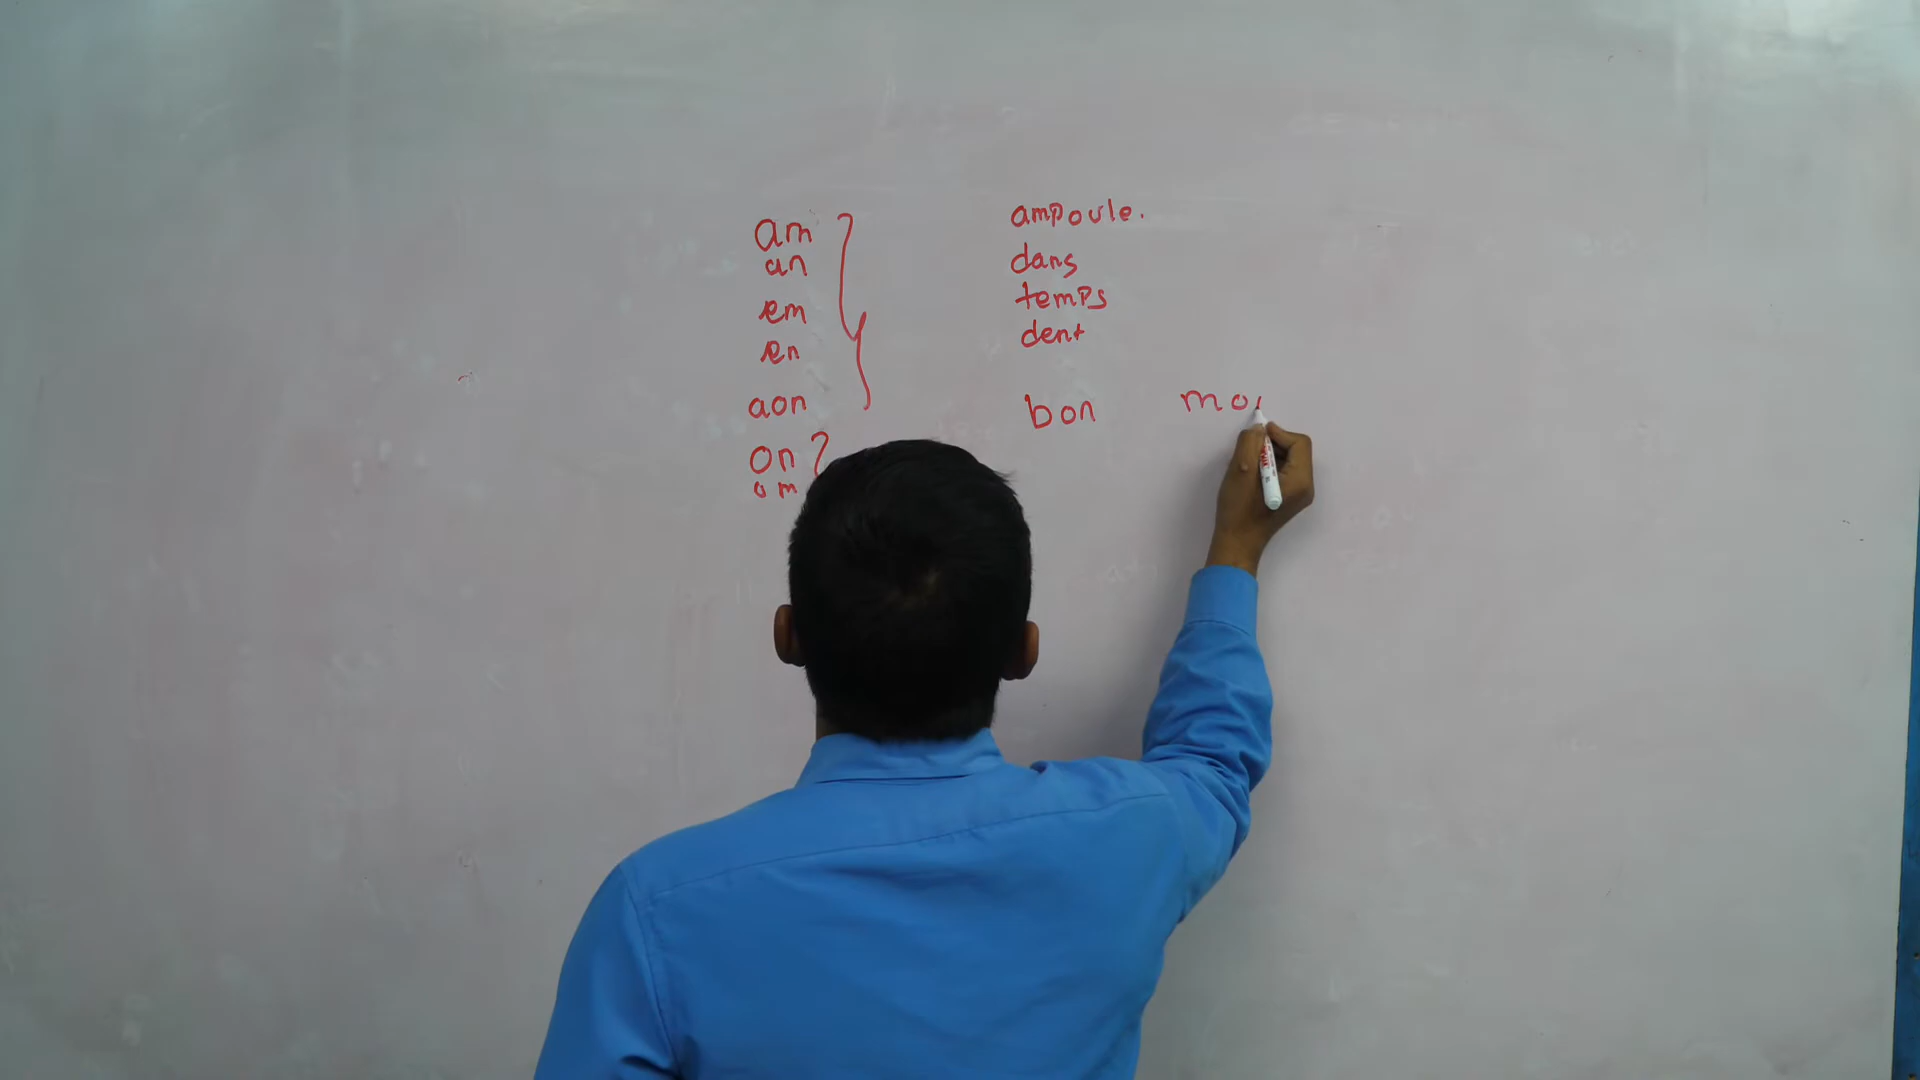 am
an
em
en
aon
on
om
ampoule.
dans
temps
dent
bon mo